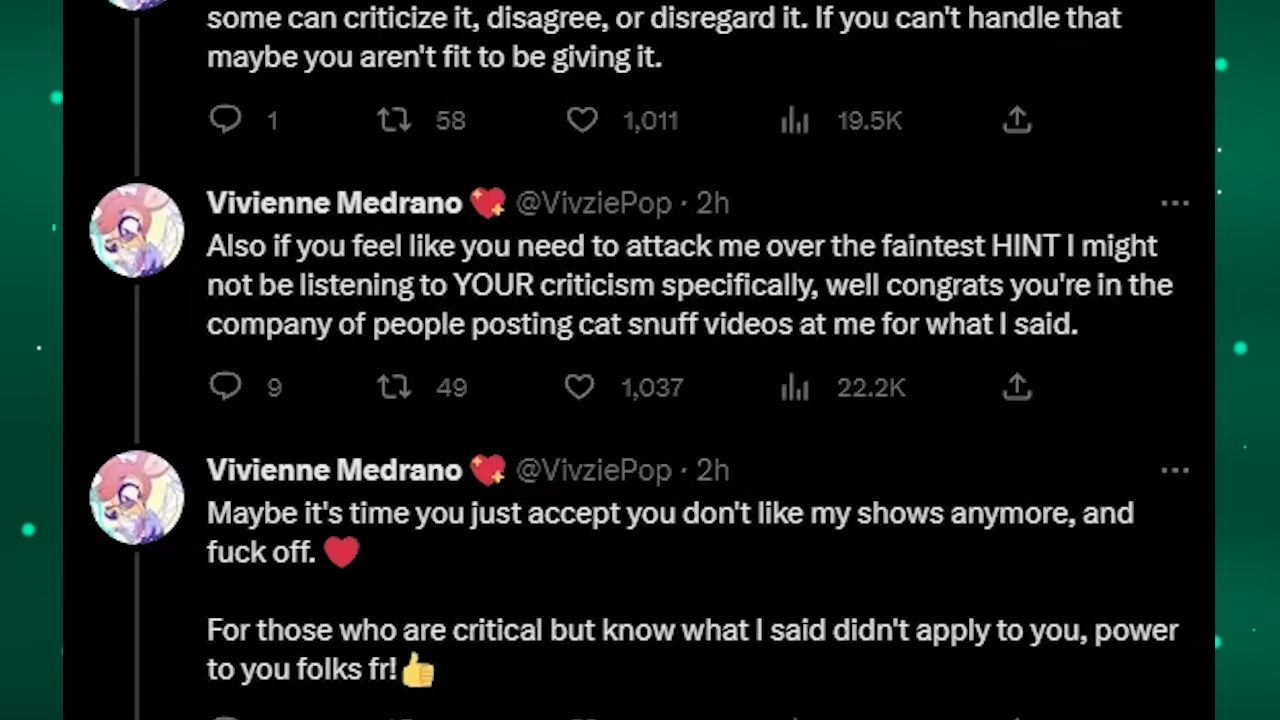 some can criticize it, disagree, or disregard it. If you can't handle that
maybe you aren't fit to be giving it.
1 58 1,011 19.5K
Vivienne Medrano 💖 @VivziePop · 2h
Also if you feel like you need to attack me over the faintest HINT I might
not be listening to YOUR criticism specifically, well congrats you're in the
company of people posting cat snuff videos at me for what I said.
9 49 1,037 22.2K
Vivienne Medrano 💖 @VivziePop · 2h
Maybe it's time you just accept you don't like my shows anymore, and
fuck off. ❤️
For those who are critical but know what I said didn't apply to you, power
to you folks fr!👍